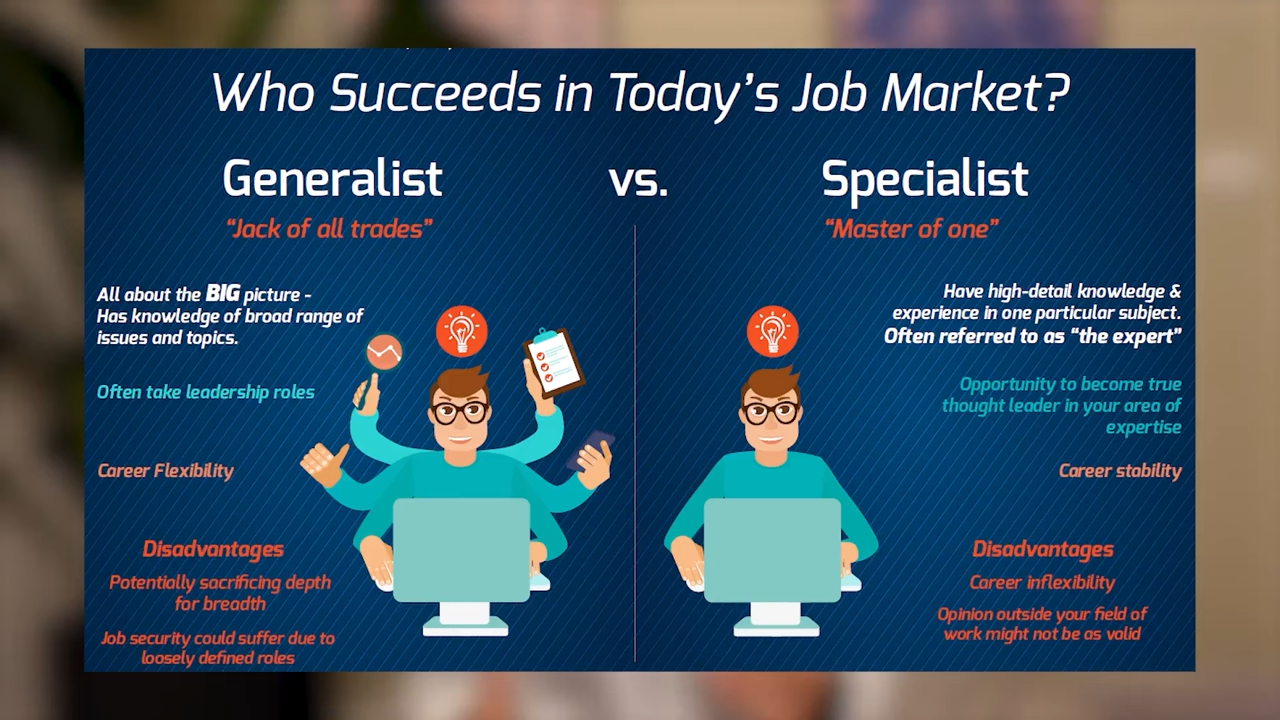 Who Succeeds in Today's Job Market?
Generalist vs. Specialist
"Jack of all trades"
All about the BIG picture -
Has knowledge of broad range of
issues and topics.
Often take leadership roles
Career Flexibility
Disadvantages
Potentially sacrificing depth
for breadth
Job security could suffer due to
loosely defined roles
"Master of one"
Have high-detail knowledge &
experience in one particular subject.
Often referred to as "the expert"
Opportunity to become true
thought leader in your area of
expertise
Career stability
Disadvantages
Career inflexibility
Opinion outside your field of
work might not be as valid